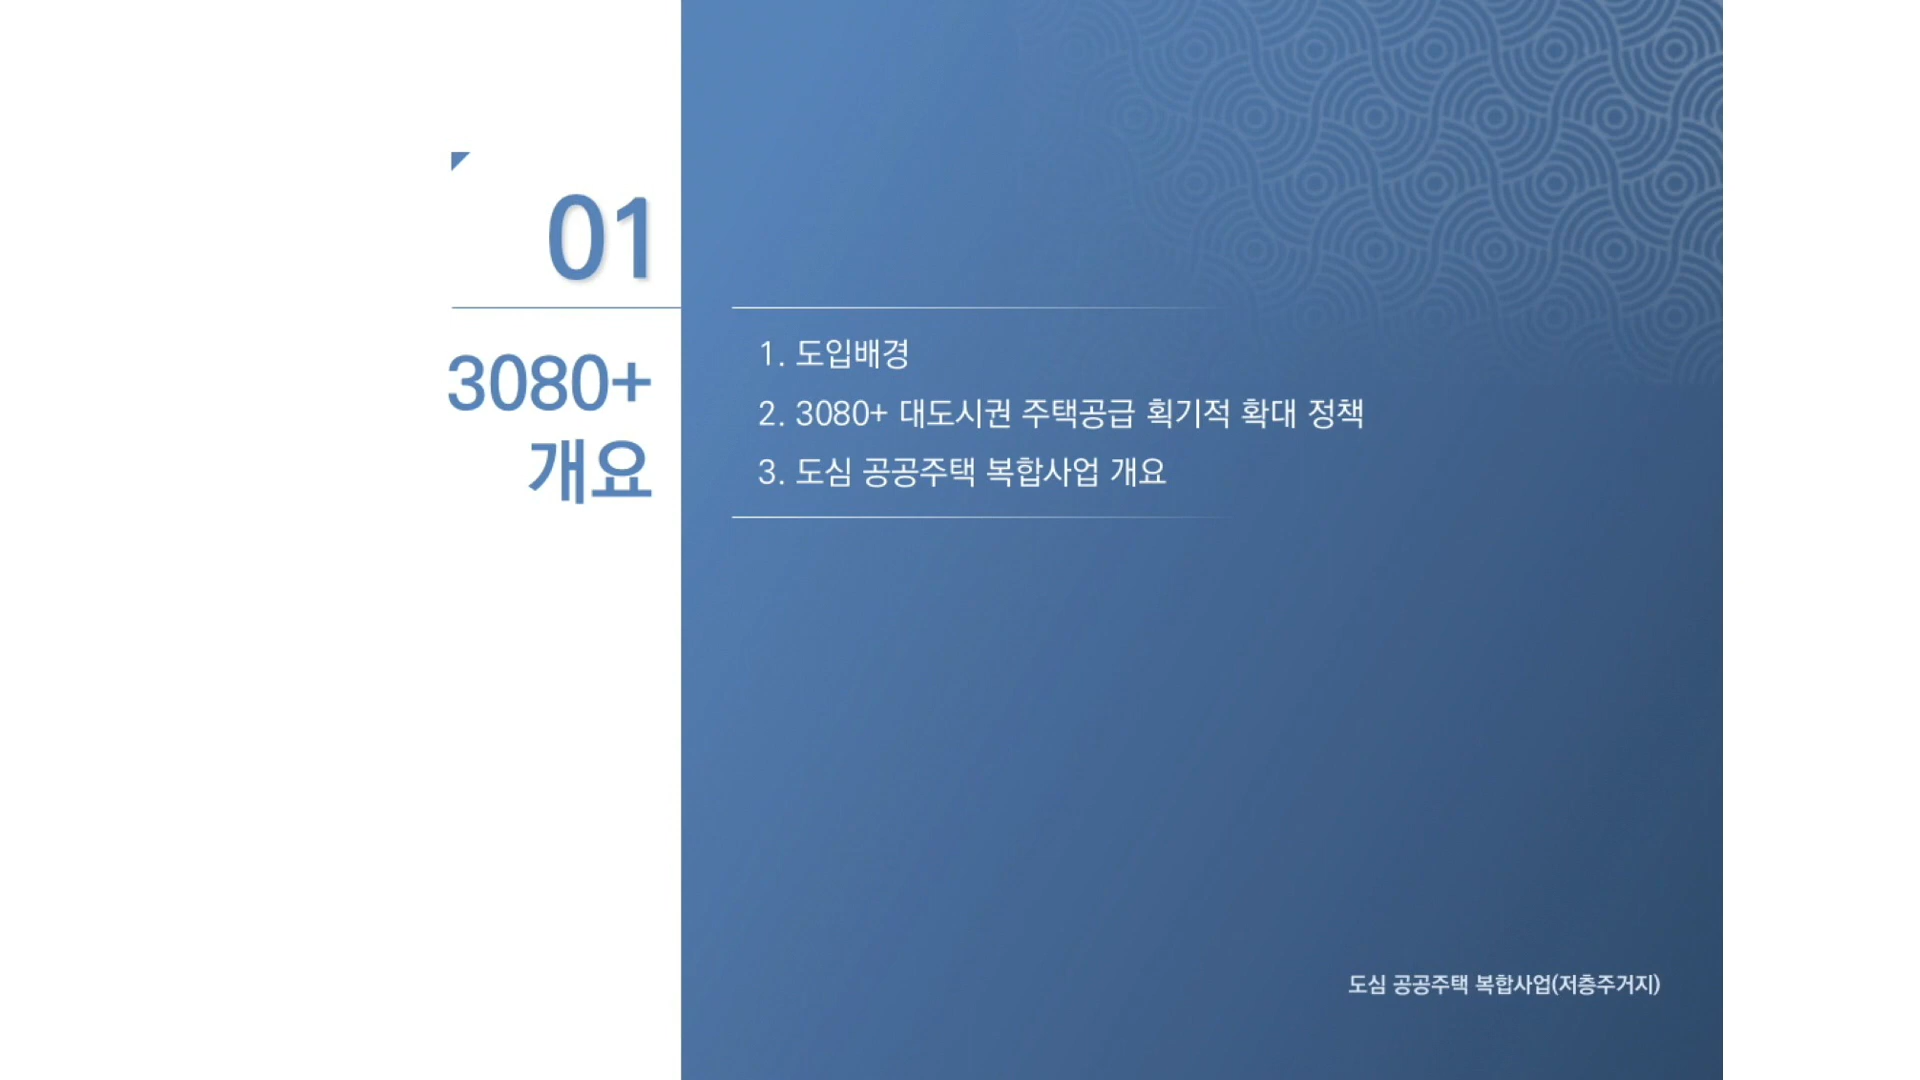 01
3080+
개요
1. 도입배경
2. 3080+ 대도시권 주택공급 획기적 확대 정책
3. 도심 공공주택 복합사업 개요
도심 공공주택 복합사업(저층주거지)